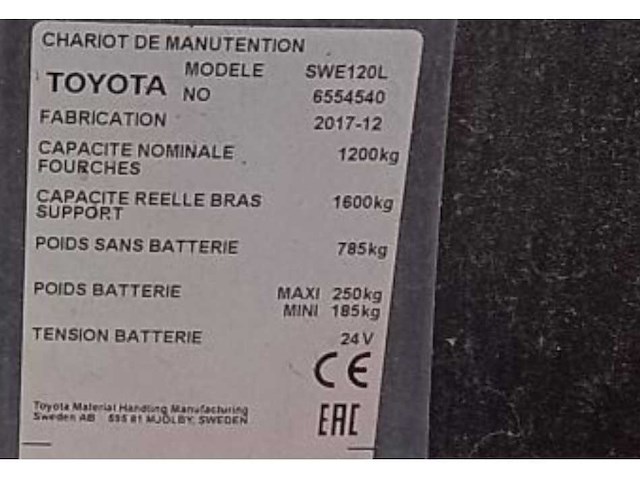 CHARIOT DE MANUTENTION
TOYOTA MODELE SWE120L
NO 6554540
FABRICATION 2017-12
CAPACITE NOMINALE FOURCHES 1200kg
CAPACITE REELLE BRAS SUPPORT 1600kg
POIDS SANS BATTERIE 785kg
POIDS BATTERIE MAXI 250kg
MINI 185kg
TENSION BATTERIE 24V
CE
Toyota Material Handling Manufacturing
Sweden AB 595 81 MJOLBY, SWEDEN
EAC